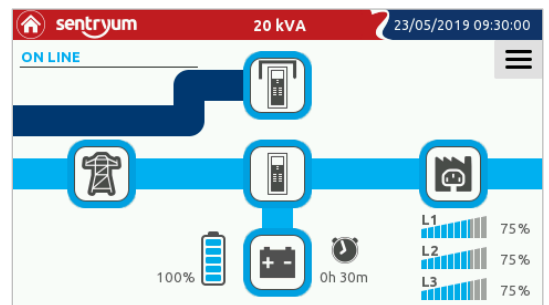 sentryum 20 kVA 23/05/2019 09:30:00
ON LINE
L1 75%
L2 75%
100% 0h 30m
L3 75%